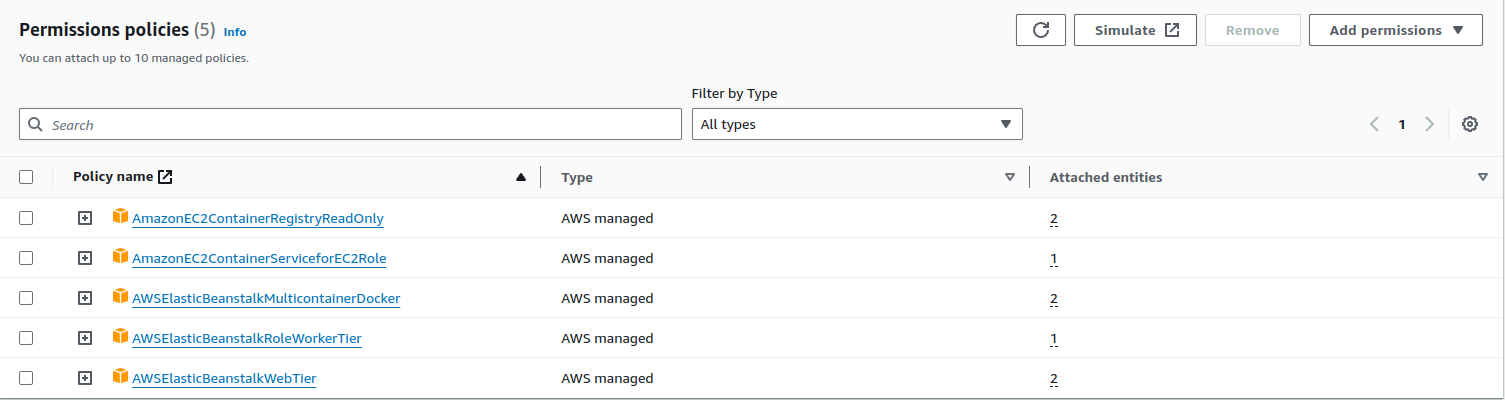 Permissions policies (5) Info
You can attach up to 10 managed policies.
Simulate
Remove
Add permissions
Filter by Type
Search
All types
1
Policy name Type Attached entities
AmazonEC2ContainerRegistryReadOnly AWS managed 2
AmazonEC2ContainerServiceforEC2Role AWS managed 1
AWSElasticBeanstalkMulticontainerDocker AWS managed 2
AWSElasticBeanstalkRoleWorkerTier AWS managed 1
AWSElasticBeanstalkWebTier AWS managed 2